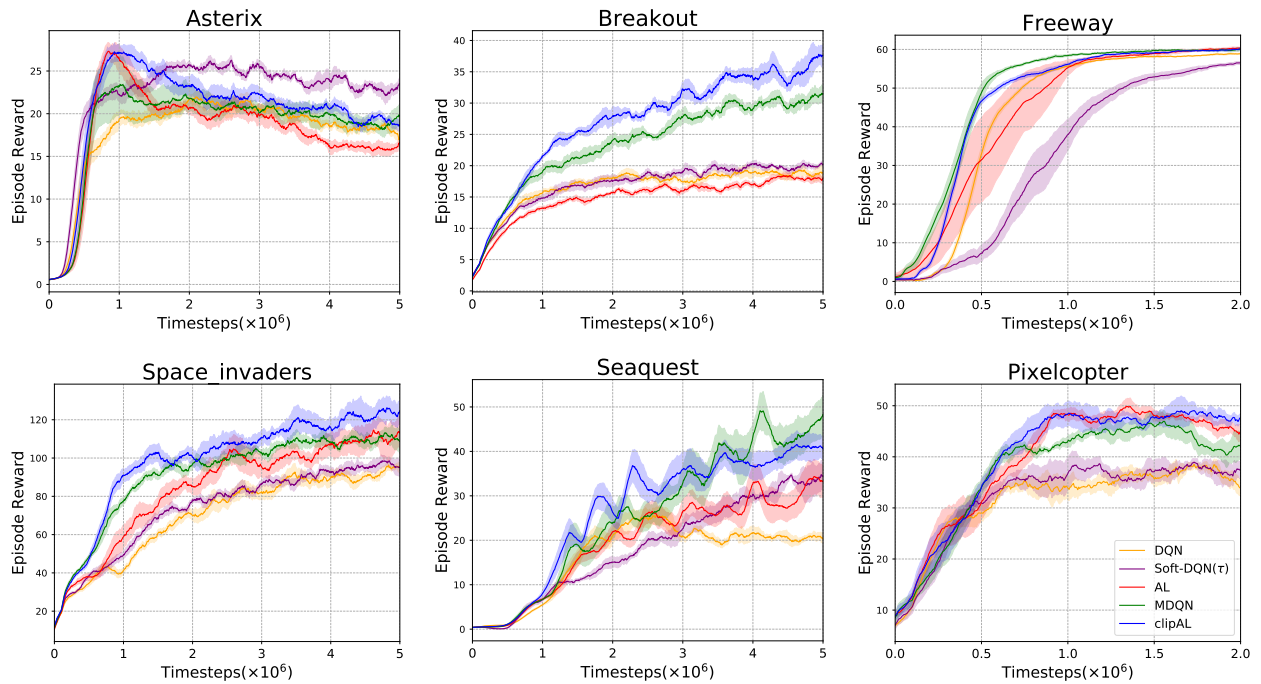 Asterix
Episode Reward
25
20
15
10
5
0
0 1 2 3 4 5
Timesteps(×10⁶)
Breakout
Episode Reward
40
35
30
25
20
15
10
5
0
0 1 2 3 4 5
Timesteps(×10⁶)
Freeway
Episode Reward
60
50
40
30
20
10
0
0.0 0.5 1.0 1.5 2.0
Timesteps(×10⁶)
Space_invaders
Episode Reward
120
100
80
60
40
20
0 1 2 3 4 5
Timesteps(×10⁶)
Seaquest
Episode Reward
50
40
30
20
10
0
0 1 2 3 4 5
Timesteps(×10⁶)
Pixelcopter
Episode Reward
50
40
30
20
10
DQN
Soft-DQN(τ)
AL
MDQN
clipAL
0.0 0.5 1.0 1.5 2.0
Timesteps(×10⁶)